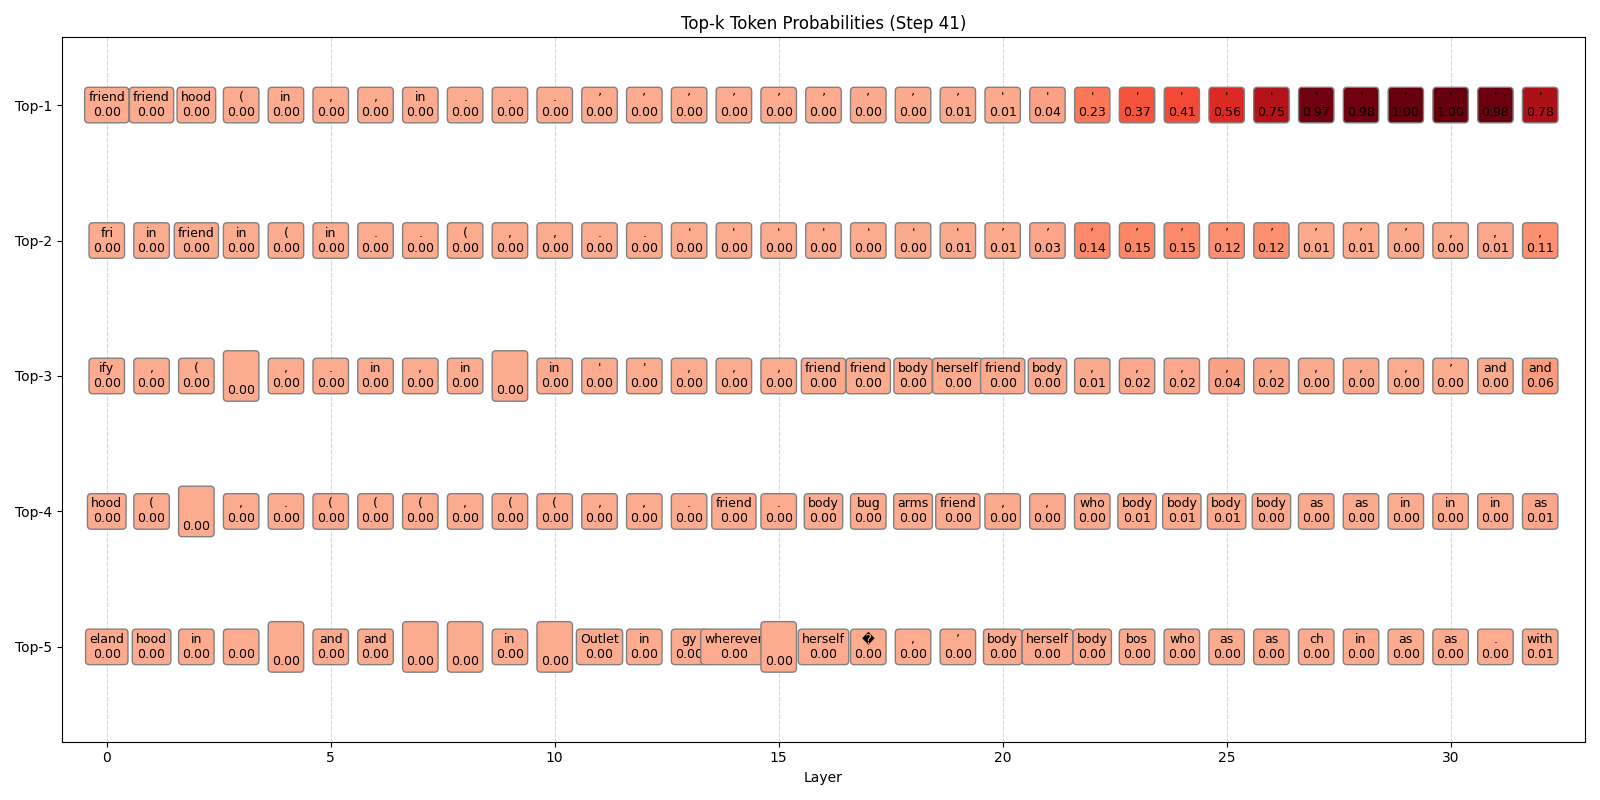 Top-k Token Probabilities (Step 41)
Top-1
friend friend hood ( in , , in . . . ’ ’ ’ ’ ’ ’ ’ ’ ’ ' ' ' ' ' ' ' ' ' ' ' ' '
0.00 0.00 0.00 0.00 0.00 0.00 0.00 0.00 0.00 0.00 0.00 0.00 0.00 0.00 0.00 0.00 0.00 0.00 0.00 0.01 0.01 0.04 0.23 0.37 0.41 0.56 0.75 0.97 0.98 1.00 1.00 0.98 0.78
Top-2
fri in friend in ( in . . ( , , . . ' ' ' ' ' ' ' ’ ’ ’ ’ ’ ’ ’ ’ ’ ’ , , ,
0.00 0.00 0.00 0.00 0.00 0.00 0.00 0.00 0.00 0.00 0.00 0.00 0.00 0.00 0.00 0.00 0.00 0.00 0.00 0.01 0.01 0.03 0.14 0.15 0.15 0.12 0.12 0.01 0.01 0.00 0.00 0.01 0.11
Top-3
ify , ( , . in , in in ' ' , , , friend friend body herself friend body , , , , , , , , ’ and and
0.00 0.00 0.00 0.00 0.00 0.00 0.00 0.00 0.00 0.00 0.00 0.00 0.00 0.00 0.00 0.00 0.00 0.00 0.00 0.00 0.00 0.00 0.01 0.02 0.02 0.04 0.02 0.00 0.00 0.00 0.00 0.00 0.06
Top-4
hood ( , . ( ( ( , ( ( , , . friend . body bug arms friend , , who body body body body as as in in in as
0.00 0.00 0.00 0.00 0.00 0.00 0.00 0.00 0.00 0.00 0.00 0.00 0.00 0.00 0.00 0.00 0.00 0.00 0.00 0.00 0.00 0.00 0.00 0.01 0.01 0.01 0.00 0.00 0.00 0.00 0.00 0.00 0.01
Top-5
eland hood in and and in Outlet in gy wherever herself � , ’ body herself body bos who as as ch in as as . with
0.00 0.00 0.00 0.00 0.00 0.00 0.00 0.00 0.00 0.00 0.00 0.00 0.00 0.00 0.00 0.00 0.00 0.00 0.00 0.00 0.00 0.00 0.00 0.00 0.00 0.00 0.00 0.00 0.00 0.00 0.00 0.00 0.01
0 5 10 15 20 25 30
Layer